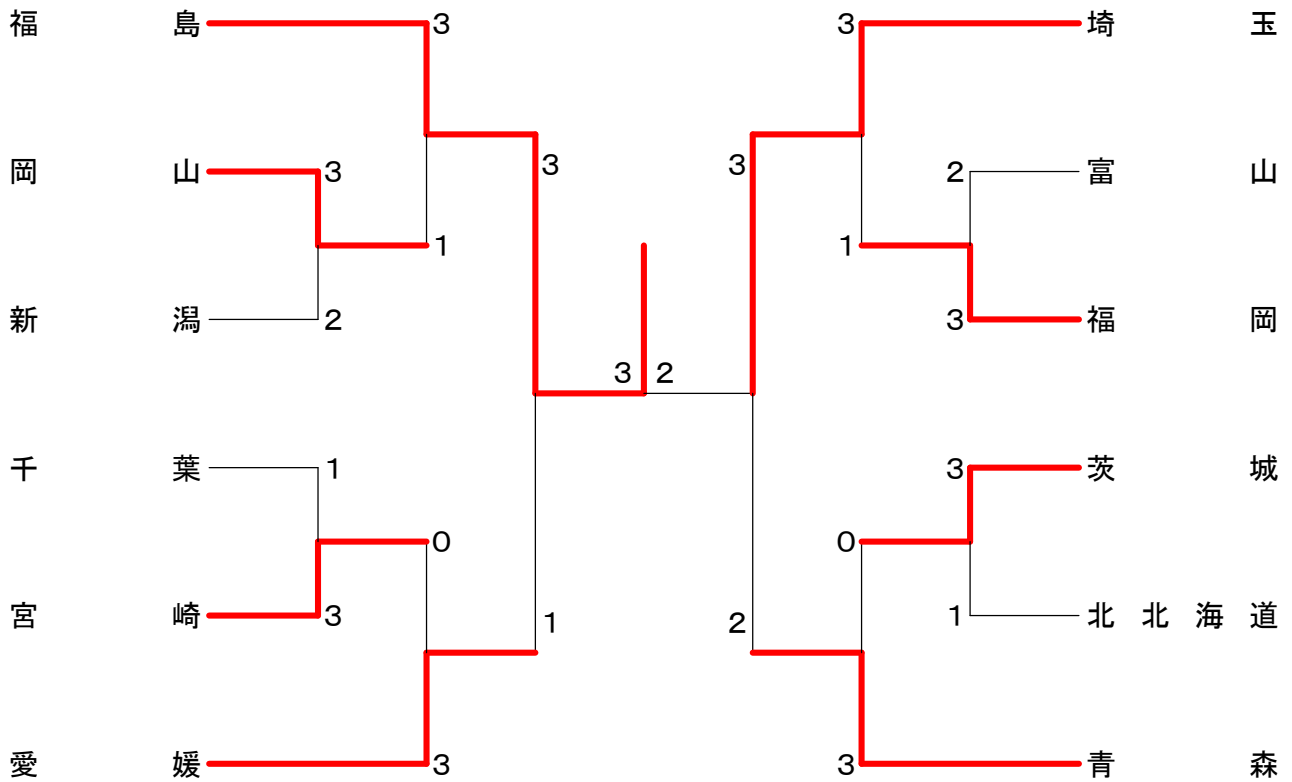 福島 3 3 埼玉
岡山 3 3 3 2 富山
1 1
新潟 2 3 福岡
3 2
千葉 1 3 茨城
0 0
宮崎 3 1 2 1 北北海道
愛媛 3 3 青森